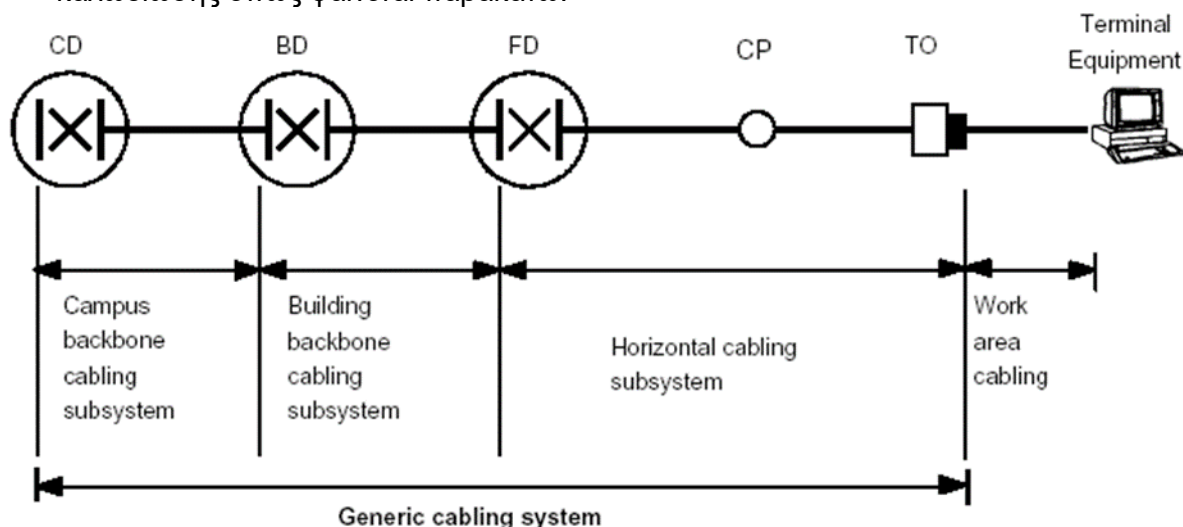 CD
BD
FD
CP
TO
Terminal
Equipment
Campus
backbone
cabling
subsystem
Building
backbone
cabling
subsystem
Horizontal cabling
subsystem
Work
area
cabling
Generic cabling system